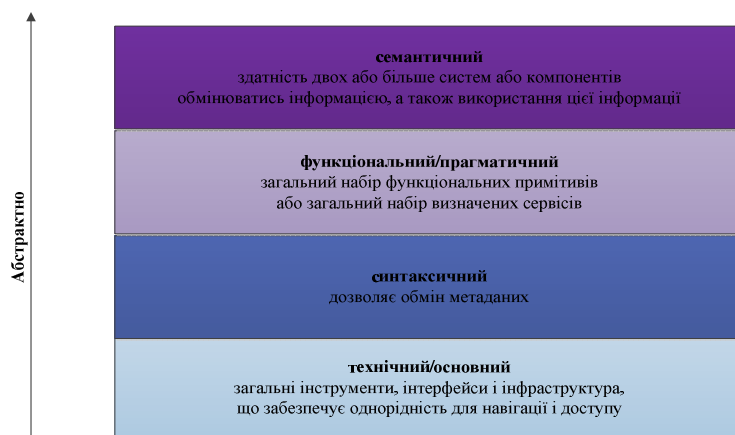 Абстрактно
семантичний
здатність двох або більше систем або компонентів
обмінюватись інформацією, а також використання цієї інформації
функціональний/прагматичний
загальний набір функціональних примітивів
або загальний набір визначених сервісів
синтаксичний
дозволяє обмін метаданих
технічний/основний
загальні інструменти, інтерфейси і інфраструктура,
що забезпечує однорідність для навігації і доступу